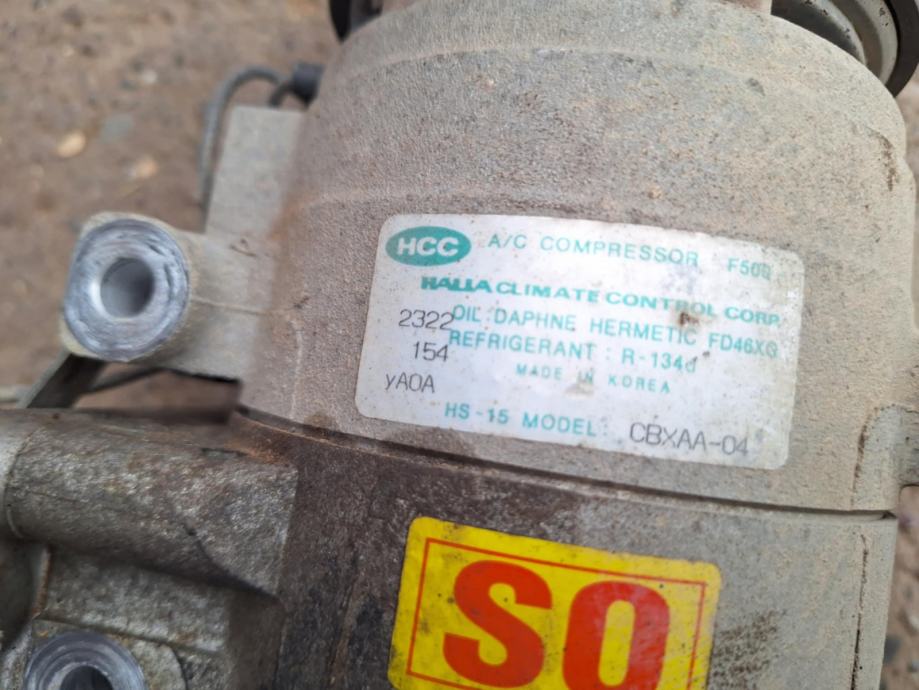 HCC A/C COMPRESSOR F500
HALLA CLIMATE CONTROL CORP.
2322 OIL: DAPHNE HERMETIC FD46XG
154 REFRIGERANT : R-134a
MADE IN KOREA
yA0A
HS-15 MODEL: CBXAA-04
SO